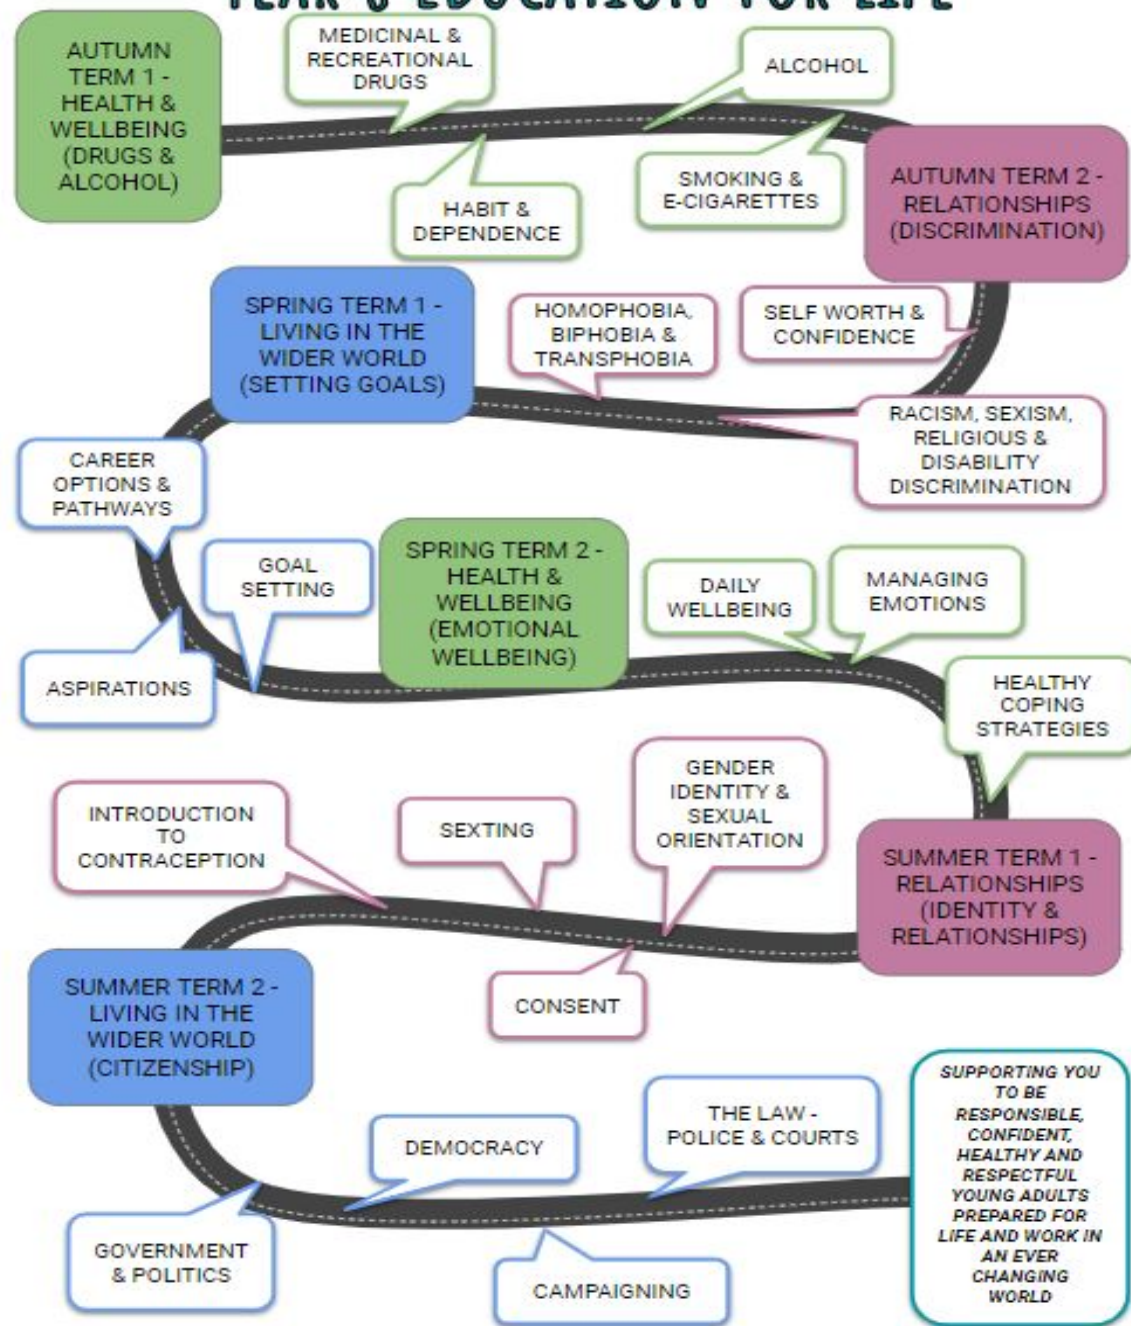 YEAR EDUCATION FOR LIFE
AUTUMN
TERM 1 -
HEALTH &
WELLBEING
(DRUGS &
ALCOHOL)
MEDICINAL &
RECREATIONAL
DRUGS
ALCOHOL
HABIT &
DEPENDENCE
SMOKING &
E-CIGARETTES
AUTUMN TERM 2 -
RELATIONSHIPS
(DISCRIMINATION)
SELF WORTH &
CONFIDENCE
RACISM, SEXISM,
RELIGIOUS &
DISABILITY
DISCRIMINATION
HOMOPHOBIA,
BIPHOBIA &
TRANSPHOBIA
SPRING TERM 1 -
LIVING IN THE
WIDER WORLD
(SETTING GOALS)
CAREER
OPTIONS &
PATHWAYS
ASPIRATIONS
GOAL
SETTING
SPRING TERM 2 -
HEALTH &
WELLBEING
(EMOTIONAL
WELLBEING)
DAILY
WELLBEING
MANAGING
EMOTIONS
HEALTHY
COPING
STRATEGIES
SUMMER TERM 1 -
RELATIONSHIPS
(IDENTITY &
RELATIONSHIPS)
GENDER
IDENTITY &
SEXUAL
ORIENTATION
CONSENT
SEXTING
INTRODUCTION
TO
CONTRACEPTION
SUMMER TERM 2 -
LIVING IN THE
WIDER WORLD
(CITIZENSHIP)
GOVERNMENT
& POLITICS
DEMOCRACY
CAMPAIGNING
THE LAW -
POLICE & COURTS
SUPPORTING YOU
TO BE
RESPONSIBLE,
CONFIDENT,
HEALTHY AND
RESPECTFUL
YOUNG ADULTS
PREPARED FOR
LIFE AND WORK IN
AN EVER
CHANGING
WORLD